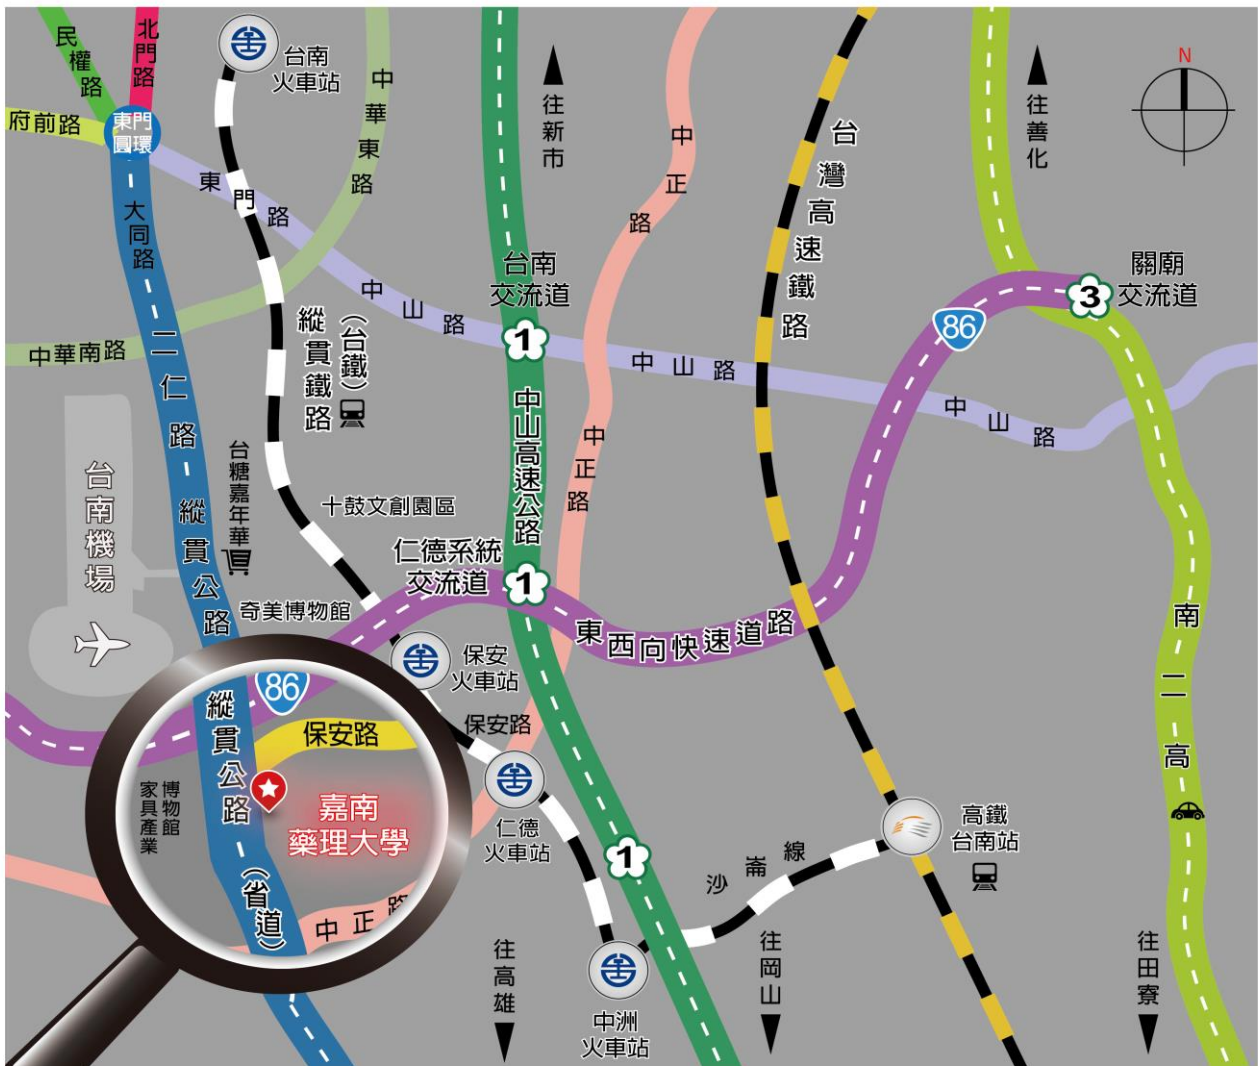 北門路
民權路
台南
火車站
中華東路
往新市
中正路
台灣高速鐵路
往善化
N
府前路
東門
圓環
東門路
大同路
台南
交流道
關廟
交流道
3
86
中山路
1
中山路
中山路
中華南路
二仁路
縱貫鐵路
(台鐵)
中山高速公路
中正路
台南機場
台糖嘉年華
縱貫公路
十鼓文創園區
仁德系統
交流道
1
東西向快速道路
奇美博物館
保安
火車站
南二高
86
縱貫公路
(省道)
保安路
保安路
家具產業
博物館
嘉南
藥理大學
仁德
火車站
1
高鐵
台南站
沙崙線
中正路
往高雄
中洲
火車站
往岡山
往田寮